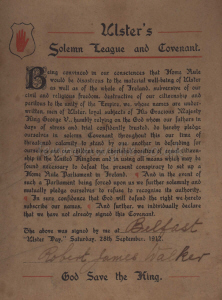 Ulster's
Solemn League and Covenant.
Being convinced in our consciences that Home Rule
would be disastrous to the material well-being of Ulster
as well as of the whole of Ireland, subversive of our
civil and religious freedom, destructive of our citizenship and
perilous to the unity of the Empire, we, whose names are under-
written, men of Ulster, loyal subjects of His Gracious Majesty
King George V., humbly relying on the God whom our fathers in
days of stress and trial confidently trusted, do hereby pledge
ourselves in solemn Covenant throughout this our time of
threatened calamity to stand by one another in defending for
ourselves and our children our cherished position of equal citizen-
ship in the United Kingdom and in using all means which may be
found necessary to defeat the present conspiracy to set up a
Home Rule Parliament in Ireland. And in the event of
such a Parliament being forced upon us we further solemnly and
mutually pledge ourselves to refuse to recognise its authority.
In sure confidence that God will defend the right we hereto
subscribe our names. And further, we individually declare
that we have not already signed this Covenant.
The above was signed by me at Belfast
"Ulster Day," Saturday, 28th September, 1912.
Robert James Walker
God Save the King.